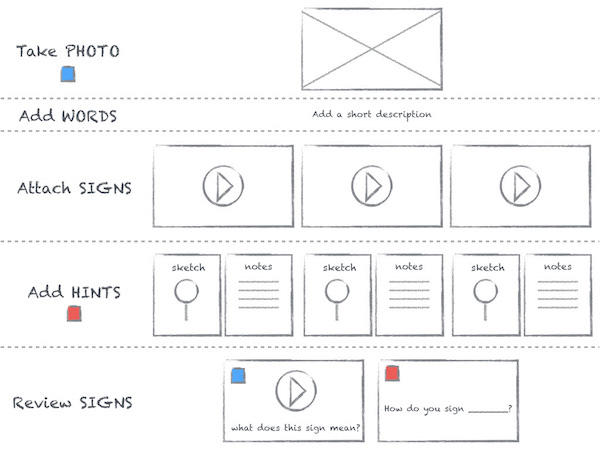 Take PHOTO
Add WORDS
Add a short description
Attach SIGNS
Add HINTS
sketch
notes
sketch
notes
sketch
notes
Review SIGNS
what does this sign mean?
How do you sign ________?